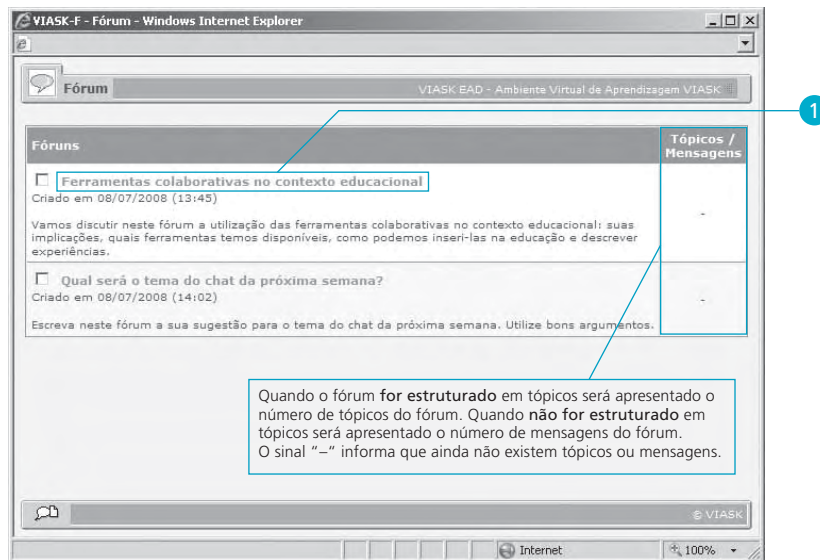 VIASK-F - Fórum - Windows Internet Explorer
Fórum
VIASK EAD - Ambiente Virtual de Aprendizagem VIASK
1
Fóruns
Tópicos /
Mensagens
Ferramentas colaborativas no contexto educacional
Criado em 08/07/2008 (13:45)
-
Vamos discutir neste fórum a utilização das ferramentas colaborativas no contexto educacional: suas
implicações, quais ferramentas temos disponíveis, como podemos inseri-las na educação e descrever
experiências.
Qual será o tema do chat da próxima semana?
Criado em 08/07/2008 (14:02)
-
Escreva neste fórum a sua sugestão para o tema do chat da próxima semana. Utilize bons argumentos.
Quando o fórum for estruturado em tópicos será apresentado o
número de tópicos do fórum. Quando não for estruturado em
tópicos será apresentado o número de mensagens do fórum.
O sinal “–” informa que ainda não existem tópicos ou mensagens.
© VIASK
Internet
100%